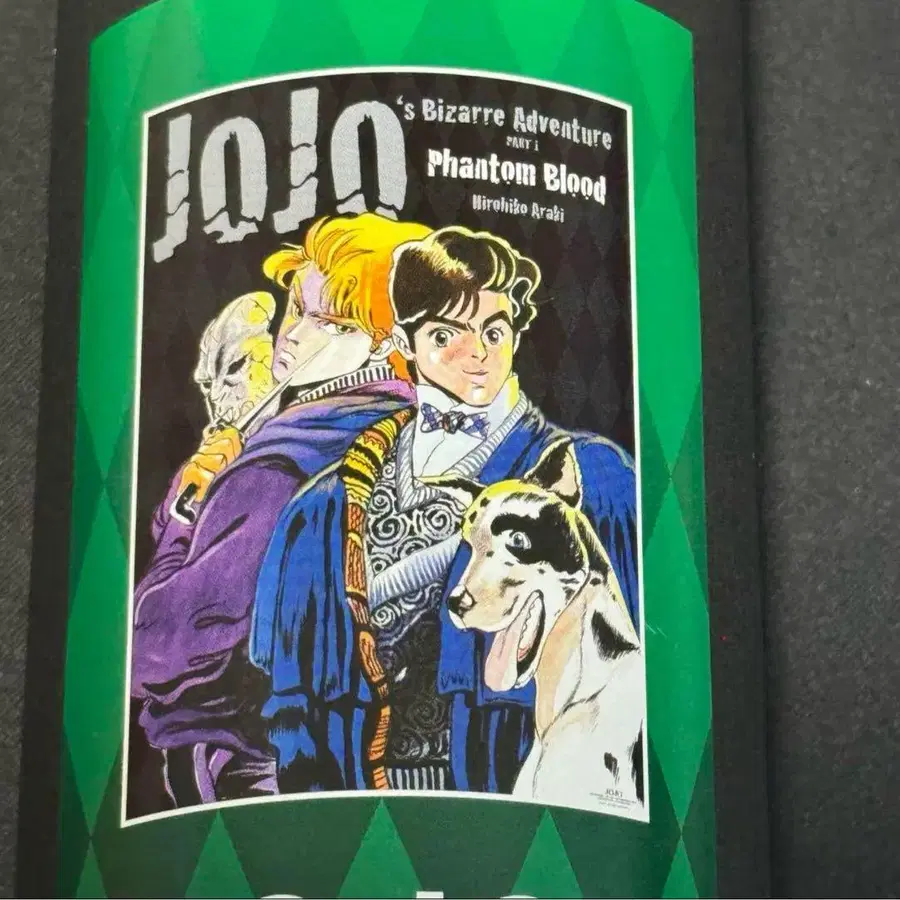 JoJo's Bizarre Adventure
PART 1
Phantom Blood
Hirohiko Araki